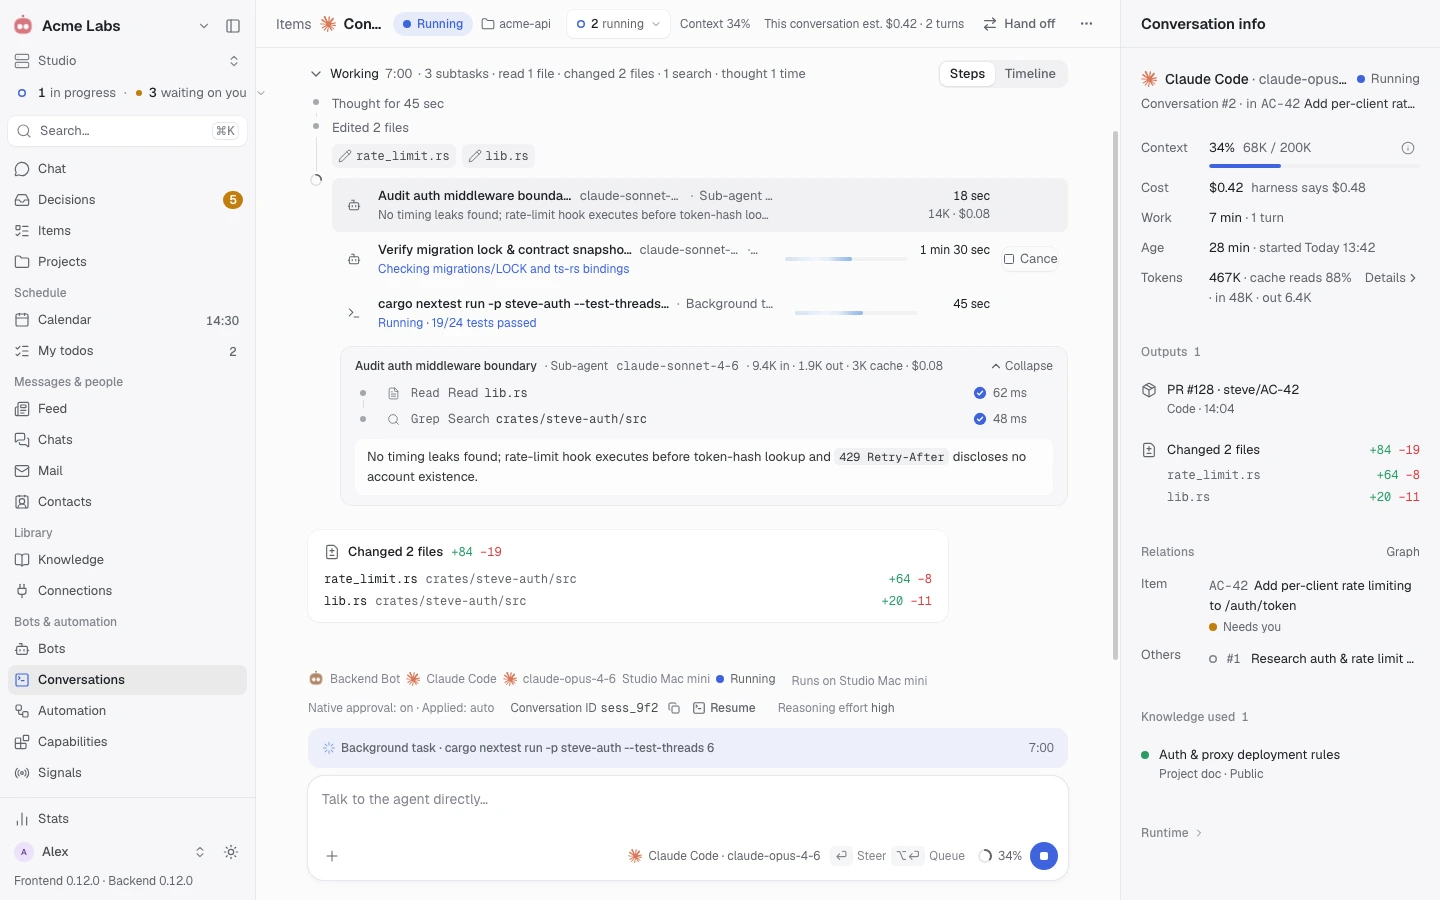 Acme Labs
Studio
1 in progress · 3 waiting on you
Search...
⌘K
Chat
Decisions
5
Items
Projects
Schedule
Calendar
14:30
My todos
2
Messages & people
Feed
Chats
Mail
Contacts
Library
Knowledge
Connections
Bots & automation
Bots
Conversations
Automation
Capabilities
Signals
Stats
A
Alex
Frontend 0.12.0 · Backend 0.12.0
Items
Con...
Running
acme-api
2 running
Context 34%
This conversation est. $0.42 · 2 turns
Hand off
Working 7:00 · 3 subtasks · read 1 file · changed 2 files · 1 search · thought 1 time
Steps
Timeline
Thought for 45 sec
Edited 2 files
rate_limit.rs
lib.rs
Audit auth middleware bounda... claude-sonnet-... · Sub-agent ...
18 sec
No timing leaks found; rate-limit hook executes before token-hash loo...
14K · $0.08
Verify migration lock & contract snapsho... claude-sonnet-... ·...
1 min 30 sec
Cance
Checking migrations/LOCK and ts-rs bindings
cargo nextest run -p steve-auth --test-threads... · Background t...
45 sec
Running · 19/24 tests passed
Audit auth middleware boundary · Sub-agent claude-sonnet-4-6 · 9.4K in · 1.9K out · 3K cache · $0.08
Collapse
Read Read lib.rs
62 ms
Grep Search crates/steve-auth/src
48 ms
No timing leaks found; rate-limit hook executes before token-hash lookup and 429 Retry-After discloses no
account existence.
Changed 2 files +84 −19
rate_limit.rs crates/steve-auth/src
+64 −8
lib.rs crates/steve-auth/src
+20 −11
Backend Bot Claude Code claude-opus-4-6 Studio Mac mini Running Runs on Studio Mac mini
Native approval: on · Applied: auto Conversation ID sess_9f2 Resume Reasoning effort high
Background task · cargo nextest run -p steve-auth --test-threads 6
7:00
Talk to the agent directly...
Claude Code · claude-opus-4-6
Steer
⌥ Queue
34%
Conversation info
Claude Code · claude-opus...
Running
Conversation #2 · in AC-42 Add per-client rat...
Context
34% 68K / 200K
Cost
$0.42 harness says $0.48
Work
7 min · 1 turn
Age
28 min · started Today 13:42
Tokens
467K · cache reads 88%
Details
· in 48K · out 6.4K
Outputs 1
PR #128 · steve/AC-42
Code · 14:04
Changed 2 files
+84 −19
rate_limit.rs
+64 −8
lib.rs
+20 −11
Relations
Graph
Item
AC-42 Add per-client rate limiting
to /auth/token
Needs you
Others
#1 Research auth & rate limit ...
Knowledge used 1
Auth & proxy deployment rules
Project doc · Public
Runtime